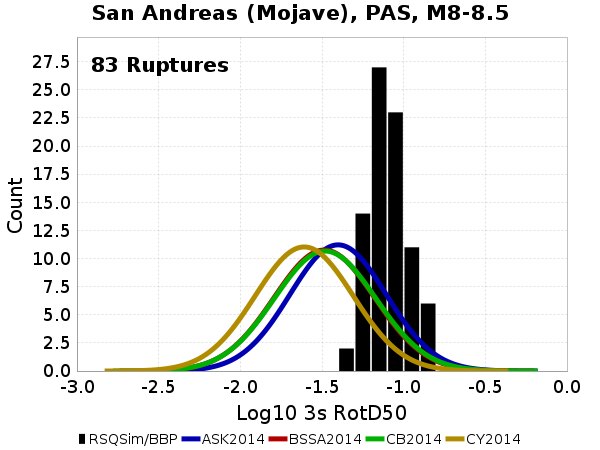 San Andreas (Mojave), PAS, M8-8.5
83 Ruptures
Count
27.5
25.0
22.5
20.0
17.5
15.0
12.5
10.0
7.5
5.0
2.5
0.0
-3.0 -2.5 -2.0 -1.5 -1.0 -0.5 0.0
Log10 3s RotD50
RSQSim/BBP ASK2014 BSSA2014 CB2014 CY2014